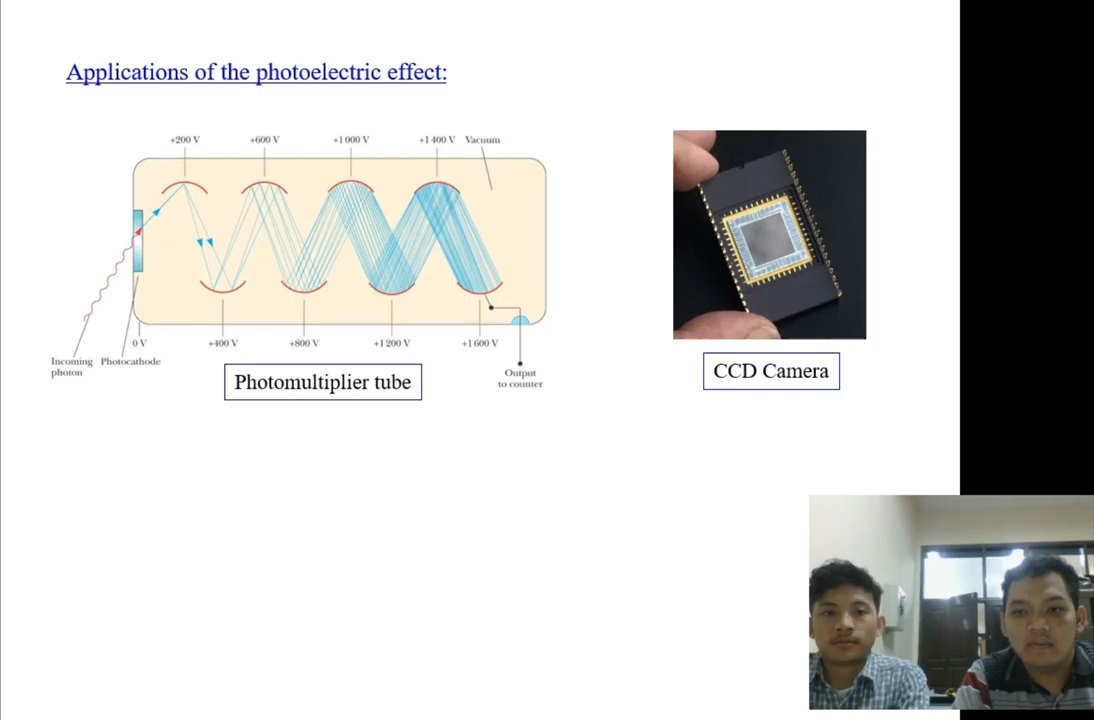 Applications of the photoelectric effect:
+200 V
+600 V
+1 000 V
+1 400 V
Vacuum
0 V
+400 V
+800 V
+1 200 V
+1 600 V
Incoming
photon
Photocathode
Output
to counter
Photomultiplier tube
CCD Camera